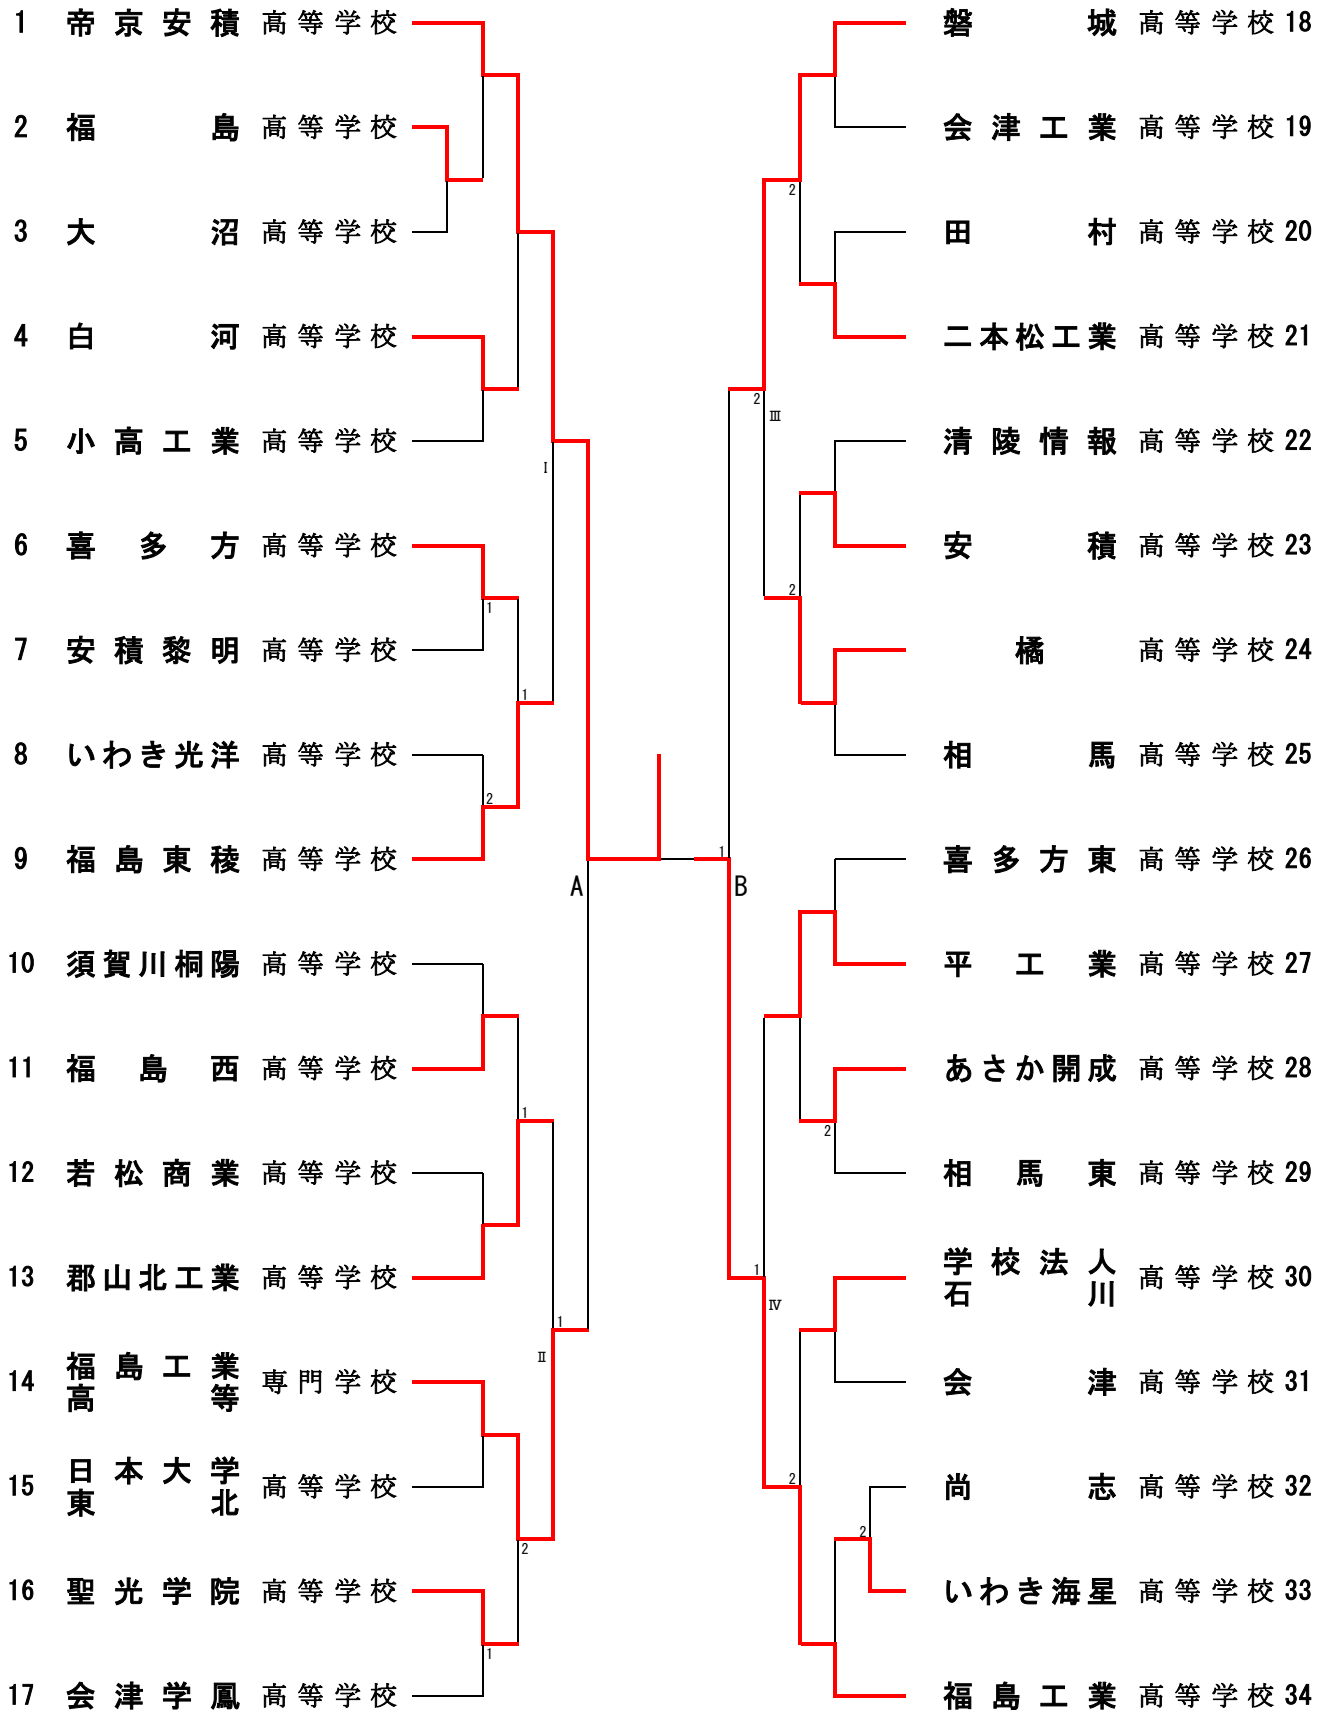 1 帝京安積 高等学校
2 福島 高等学校
3 大沼 高等学校
4 白河 高等学校
5 小高工業 高等学校
Ⅰ
6 喜多方 高等学校
1
7 安積黎明 高等学校
1
8 いわき光洋 高等学校
2
9 福島東稜 高等学校
A
10 須賀川桐陽 高等学校
11 福島西 高等学校
1
12 若松商業 高等学校
13 郡山北工業 高等学校
1
Ⅱ
14 福島工業
高等 専門学校
15 日本大学
東北 高等学校
2
16 聖光学院 高等学校
1
17 会津学鳳 高等学校
磐城 高等学校 18
会津工業 高等学校 19
2
田村 高等学校 20
二本松工業 高等学校 21
2
Ⅲ
清陵情報 高等学校 22
安積 高等学校 23
2
橘 高等学校 24
相馬 高等学校 25
1
喜多方東 高等学校 26
B
平工業 高等学校 27
あさか開成 高等学校 28
2
相馬東 高等学校 29
1
学校法人
石川 高等学校 30
Ⅳ
会津 高等学校 31
2
尚志 高等学校 32
2
いわき海星 高等学校 33
福島工業 高等学校 34